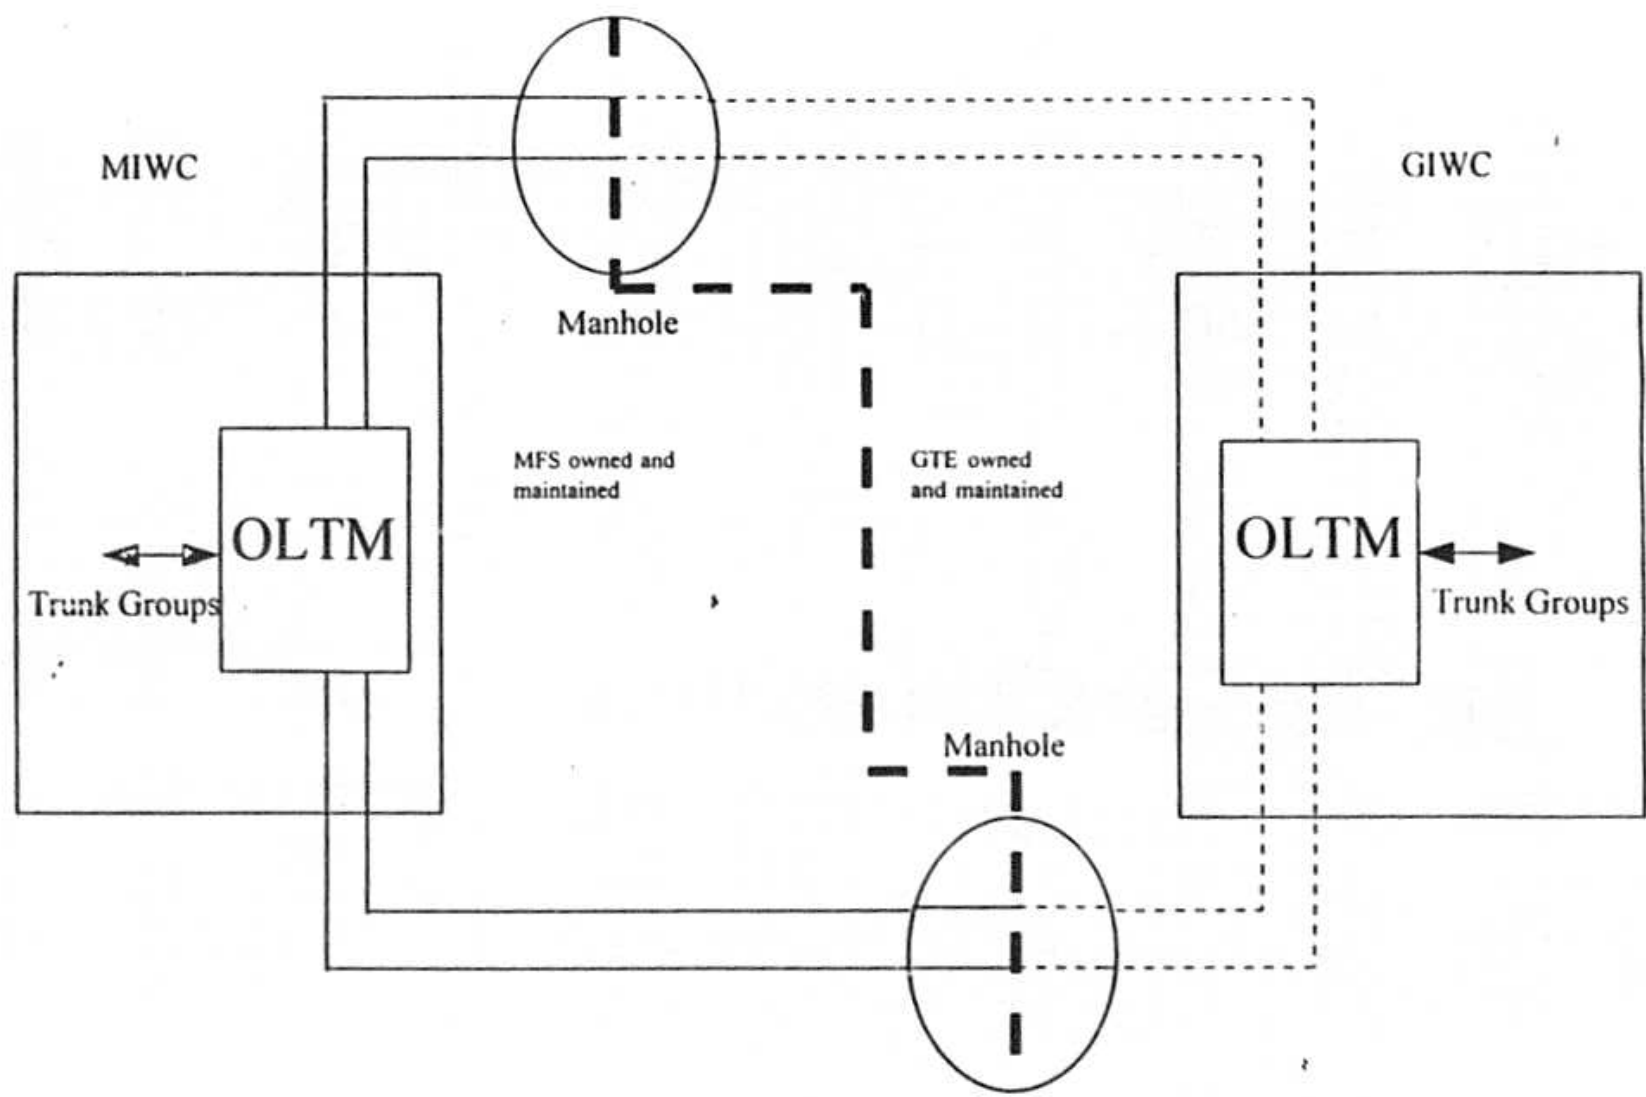 MIWC
GIWC
Manhole
MFS owned and
maintained
GTE owned
and maintained
OLTM
OLTM
Trunk Groups
Trunk Groups
Manhole